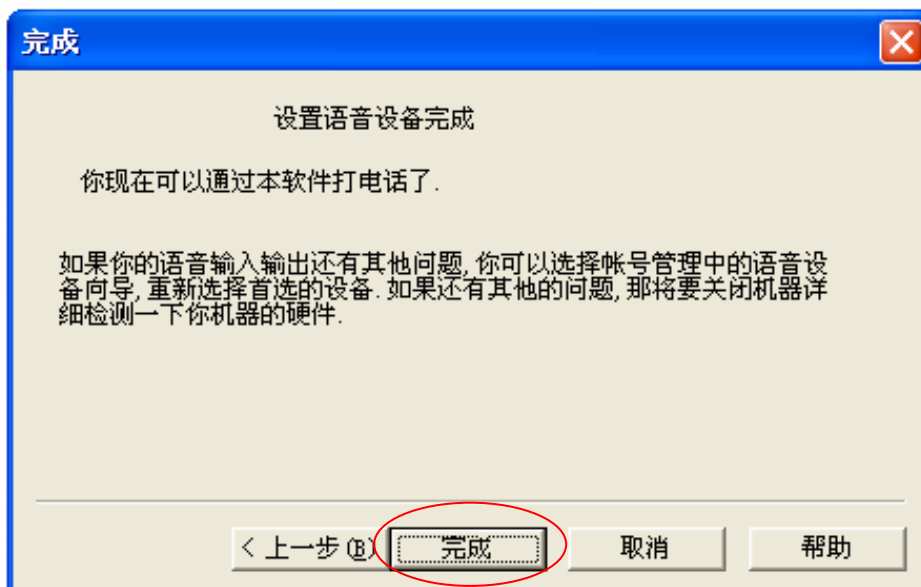 完成
设置语音设备完成
你现在可以通过本软件打电话了.
如果你的语音输入输出还有其他问题,你可以选择帐号管理中的语音设
备向导,重新选择首选的设备.如果还有其他的问题,那将要关闭机器详
细检测一下你机器的硬件.
< 上一步(B) 完成 取消 帮助